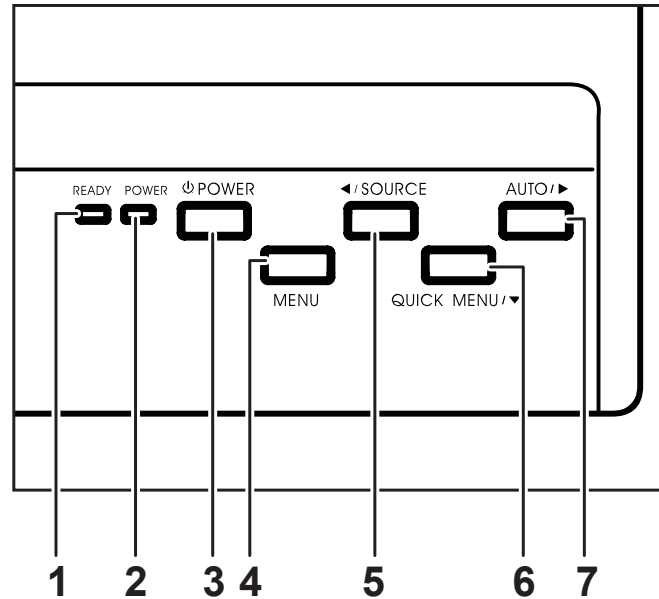 READY POWER ⏻ POWER ◀ / SOURCE AUTO / ▶
MENU QUICK MENU / ▼
1 2 3 4 5 6 7